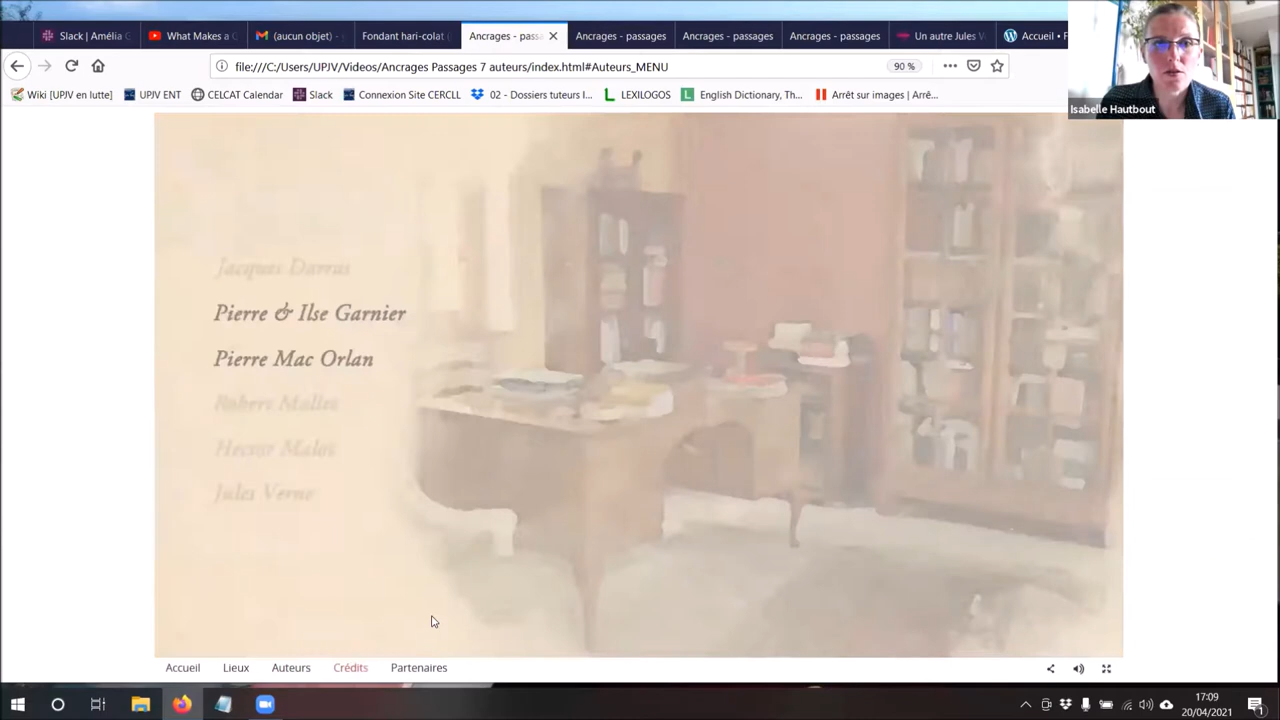 Slack | Amélia G
What Makes a
(aucun objet) -
Fondant hari-colat
Ancrages - pass
Ancrages - passages
Ancrages - passages
Ancrages - passages
Un autre Jules V
Accueil • F
file:///C:/Users/UPJV/Videos/Ancrages Passages 7 auteurs/index.html#Auteurs_MENU
90 %
Wiki [UPJV en lutte]
UPJV ENT
CELCAT Calendar
Slack
Connexion Site CERCLL
02 - Dossiers tuteurs I...
LEXILOGOS
English Dictionary, Th...
Arrêt sur images | Arrê...
Isabelle Hautbout
Jacques Darras
Pierre & Ilse Garnier
Pierre Mac Orlan
Robert Mallet
Hector Malot
Jules Verne
Accueil
Lieux
Auteurs
Crédits
Partenaires
17:09
20/04/2021
1